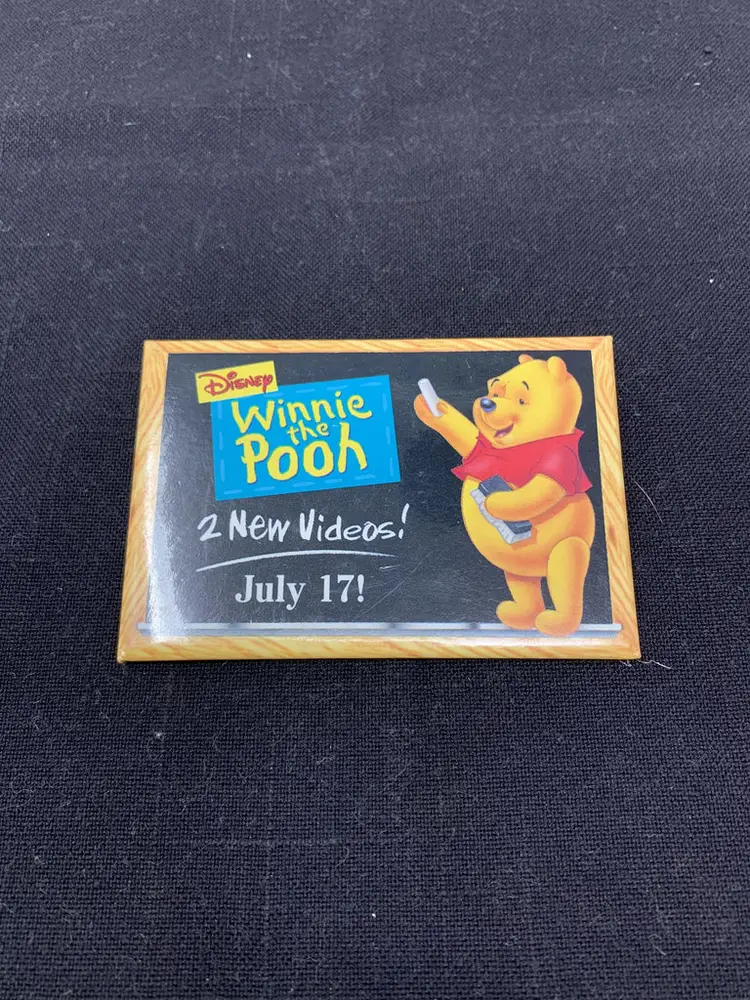 Disney
Winnie
the
Pooh
2 New Videos!
July 17!